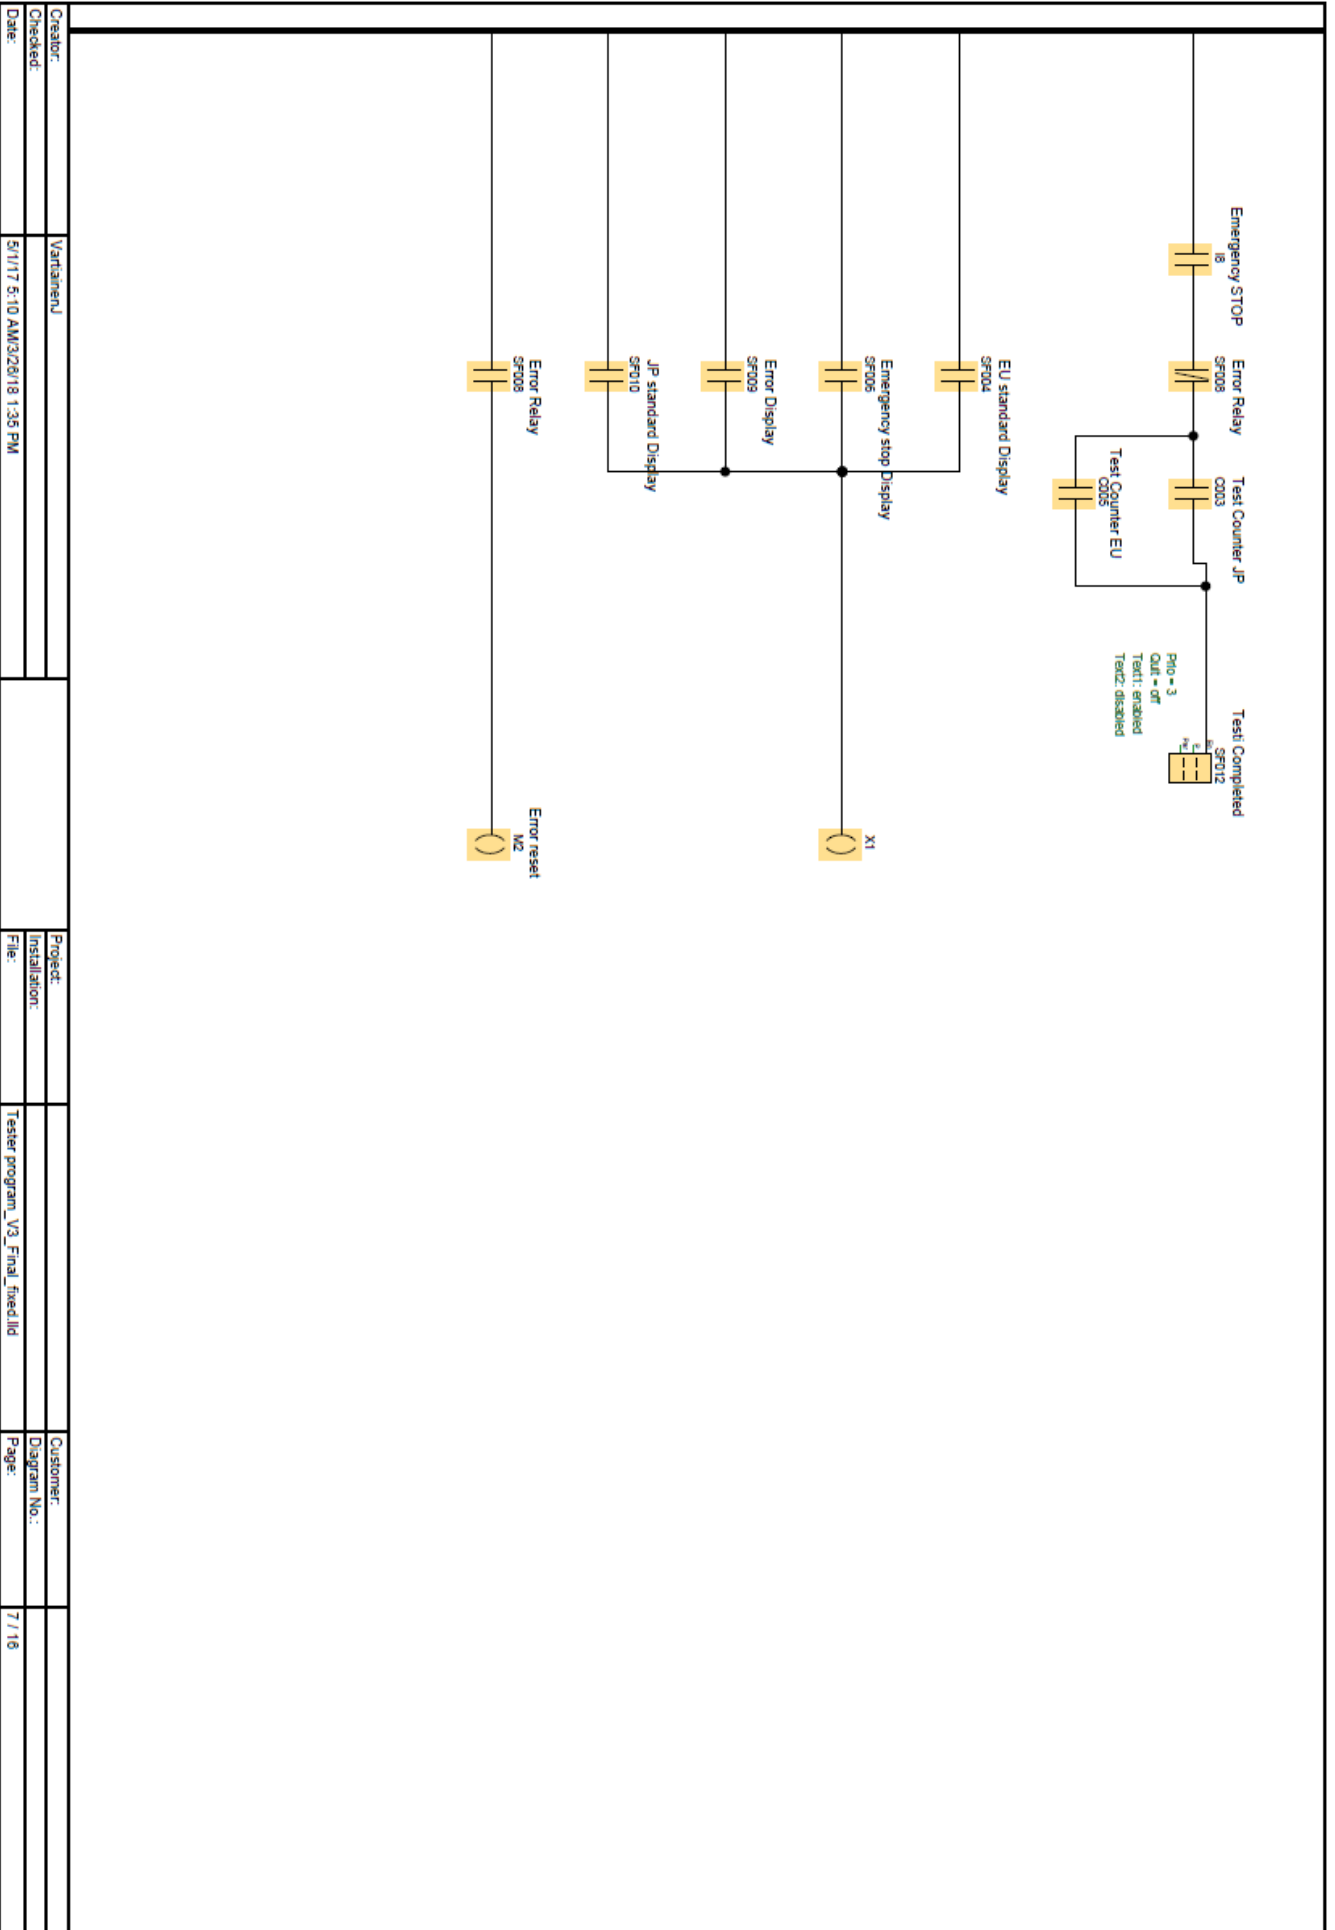 Emergency STOP
I8
Error Relay
SF008
Test Counter JP
C003
Testi Completed
SF012
En
P
Par
Prio = 3
Quit = off
Text1: enabled
Text2: disabled
Test Counter EU
C005
EU standard Display
SF004
Emergency stop Display
SF006
X1
Error Display
SF009
JP standard Display
SF010
Error Relay
SF008
Error reset
M2
Creator:
VartiainenJ
Project:
Customer:
Checked:
Installation:
Diagram No.:
Date:
5/1/17 5:10 AM/3/26/18 1:35 PM
File:
Tester program_V3_Final_fixed.lld
Page:
7 / 16